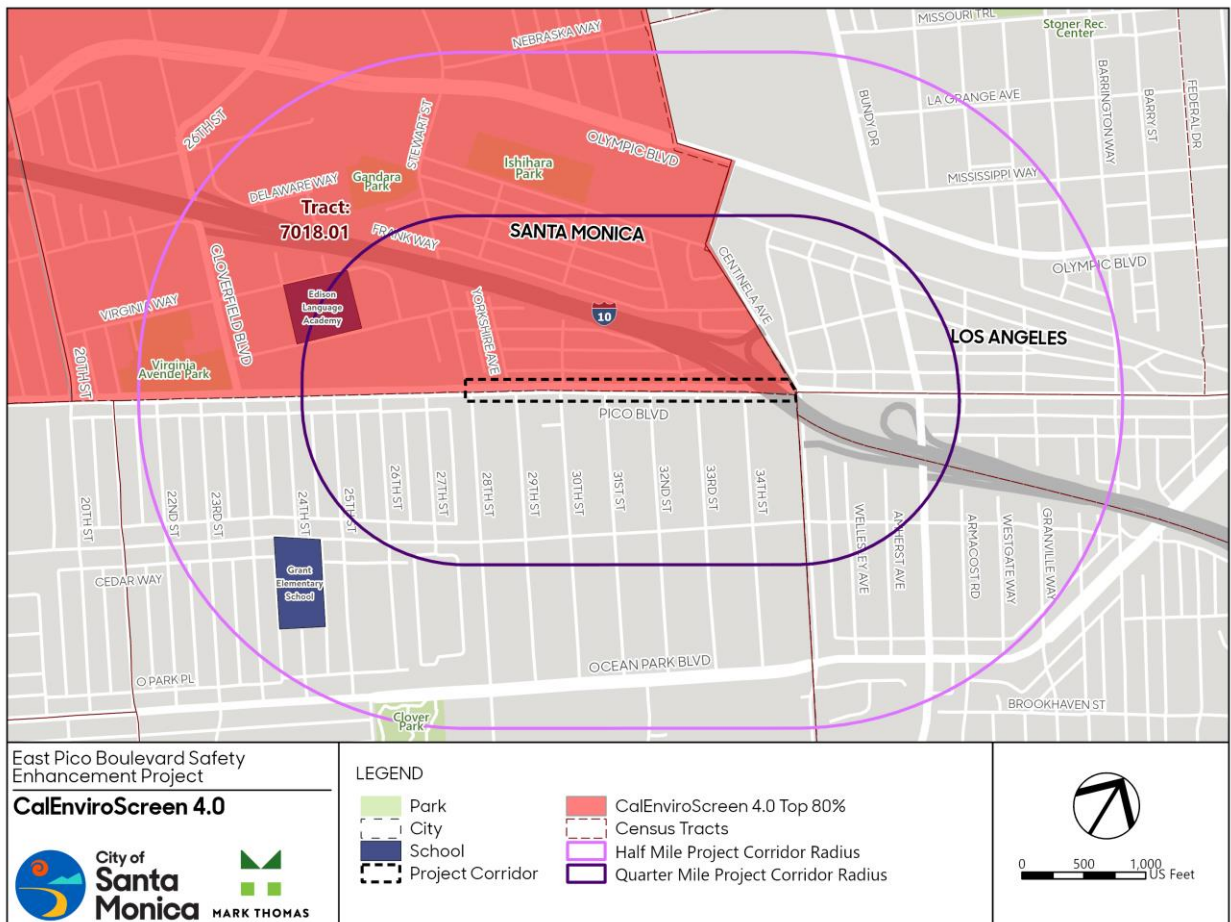 MISSOURI TRL
Stoner Rec.
Center
NEBRASKA WAY
BUNDY DR
LA GRANGE AVE
BARRINGTON WAY
BARRY ST
FEDERAL DR
26TH ST
STEWART ST
OLYMPIC BLVD
Ishihara
Park
MISSISSIPPI WAY
DELAWARE WAY
Gandara
Park
Tract:
7018.01
FRANK WAY
SANTA MONICA
CENTINELA AVE
OLYMPIC BLVD
CLOVERFIELD BLVD
Edison
Language
Academy
VIRGINIA WAY
YORKSHIRE AVE
10
LOS ANGELES
20TH ST
Virginia
Avenue Park
PICO BLVD
20TH ST
22ND ST
23RD ST
24TH ST
25TH ST
26TH ST
27TH ST
28TH ST
29TH ST
30TH ST
31ST ST
32ND ST
33RD ST
34TH ST
WELLESLEY AVE
AMHERST AVE
ARMACOST RD
WESTGATE WAY
GRANVILLE WAY
CEDAR WAY
Grant
Elementary
School
OCEAN PARK BLVD
O PARK PL
Clover
Park
BROOKHAVEN ST
East Pico Boulevard Safety
Enhancement Project
CalEnviroScreen 4.0
City of
Santa
Monica
MARK THOMAS
LEGEND
Park
City
School
Project Corridor
CalEnviroScreen 4.0 Top 80%
Census Tracts
Half Mile Project Corridor Radius
Quarter Mile Project Corridor Radius
0 500 1,000
US Feet